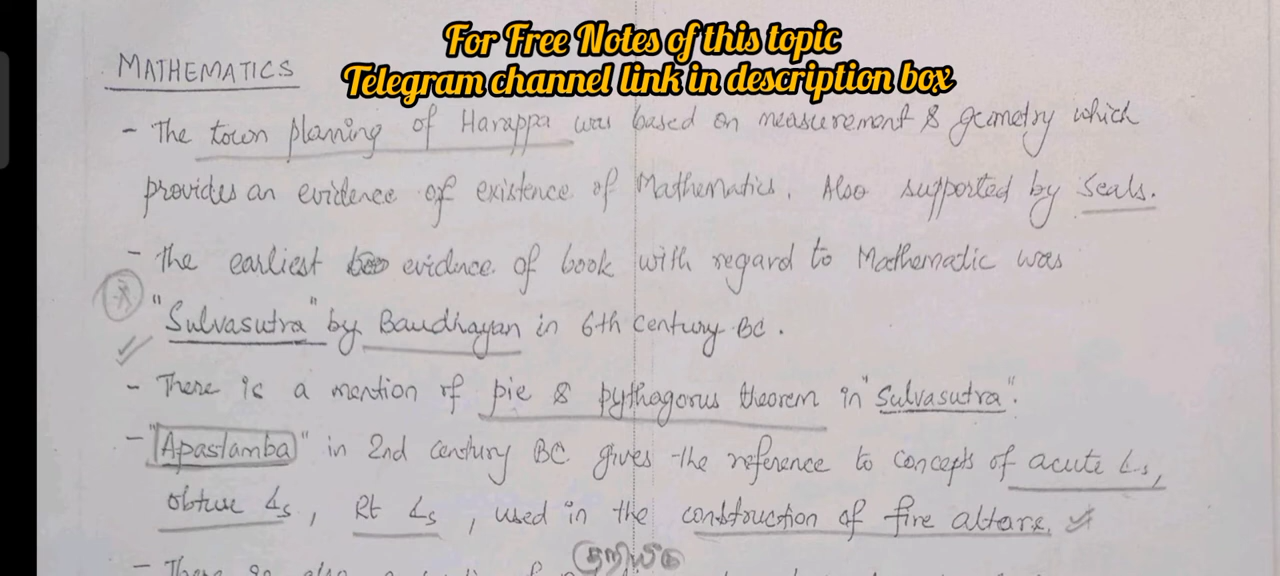 For Free Notes of this topic
Telegram channel link in description box
MATHEMATICS
- The town planning of Harappa was based on measurement & geometry which
provides an evidence of existence of Mathematics. Also supported by Seals.
- The earliest evidence of book with regard to Mathematic was
"Sulvasutra" by Baudhayan in 6th Century BC.
- There is a mention of pie & pythagorus theorem in "Sulvasutra".
- "Apastamba" in 2nd century BC gives the reference to concepts of acute ∠s,
obtuse ∠s, Rt ∠s, used in the construction of fire altars.
- There